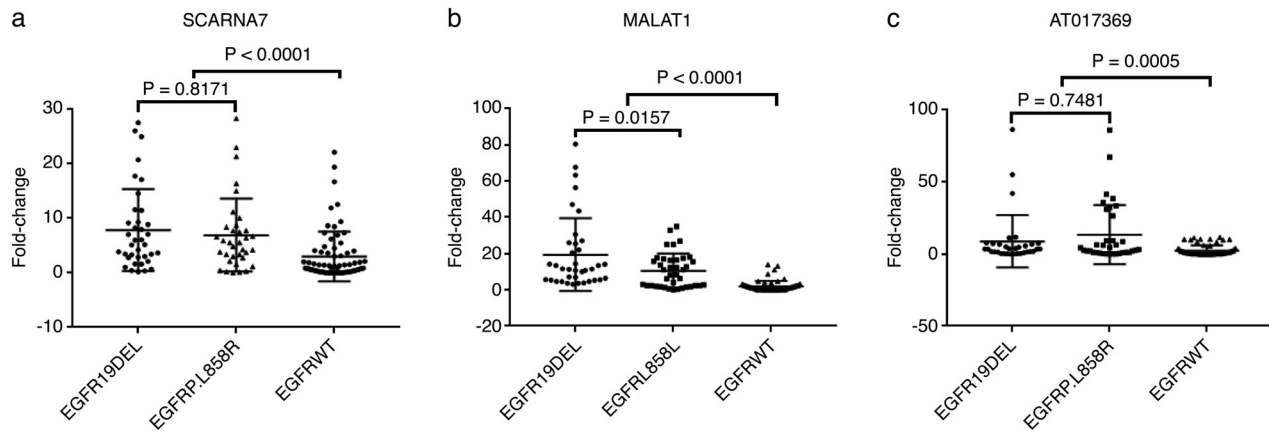 a
SCARNA7
P < 0.0001
P = 0.8171
30
20
10
0
-10
Fold-change
EGFR19DEL
EGFRP.L858R
EGFRWT
b
MALAT1
P < 0.0001
P = 0.0157
100
80
60
40
20
0
-20
Fold-change
EGFR19DEL
EGFRL858L
EGFRWT
c
AT017369
P = 0.0005
P = 0.7481
100
50
0
-50
Fold-change
EGFR19DEL
EGFRP.L858R
EGFRWT